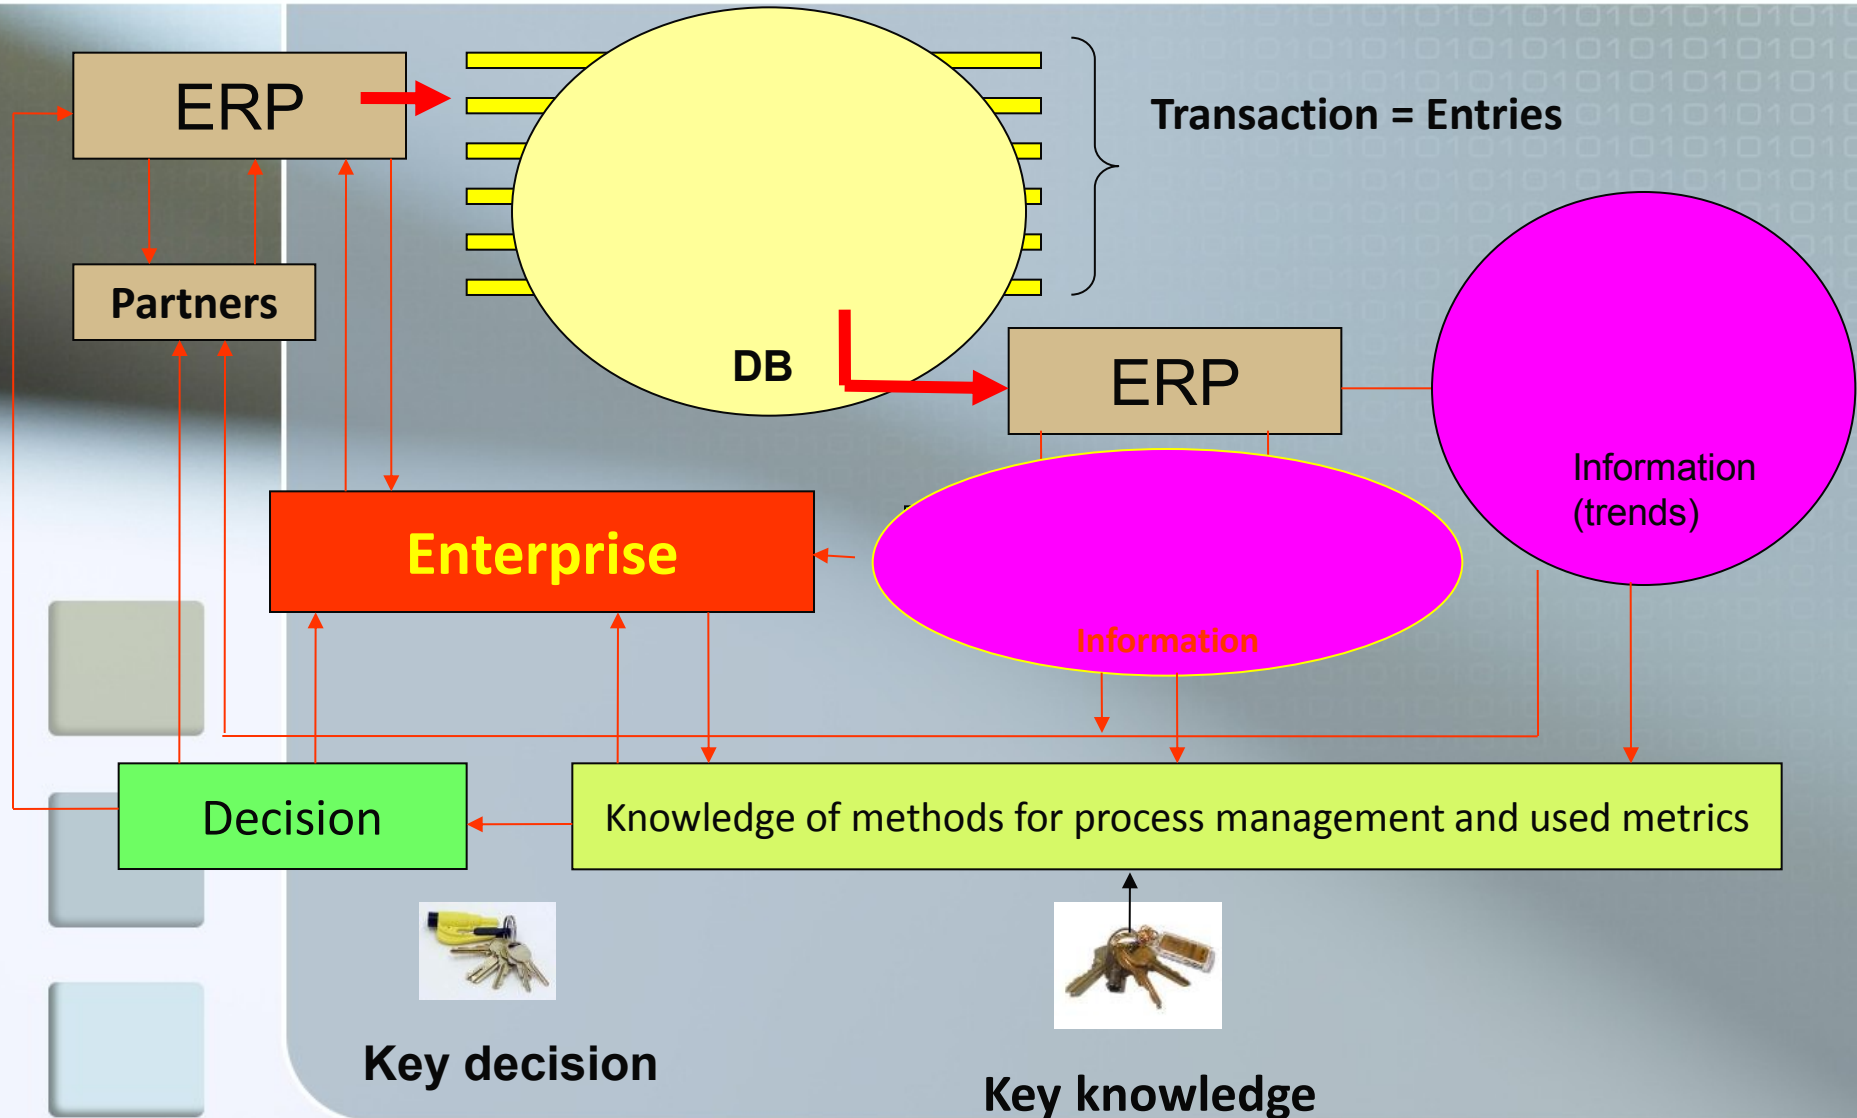 ERP
Transaction = Entries
Partners
DB
ERP
Information
(trends)
Enterprise
Information
Decision
Knowledge of methods for process management and used metrics
Key decision
Key knowledge